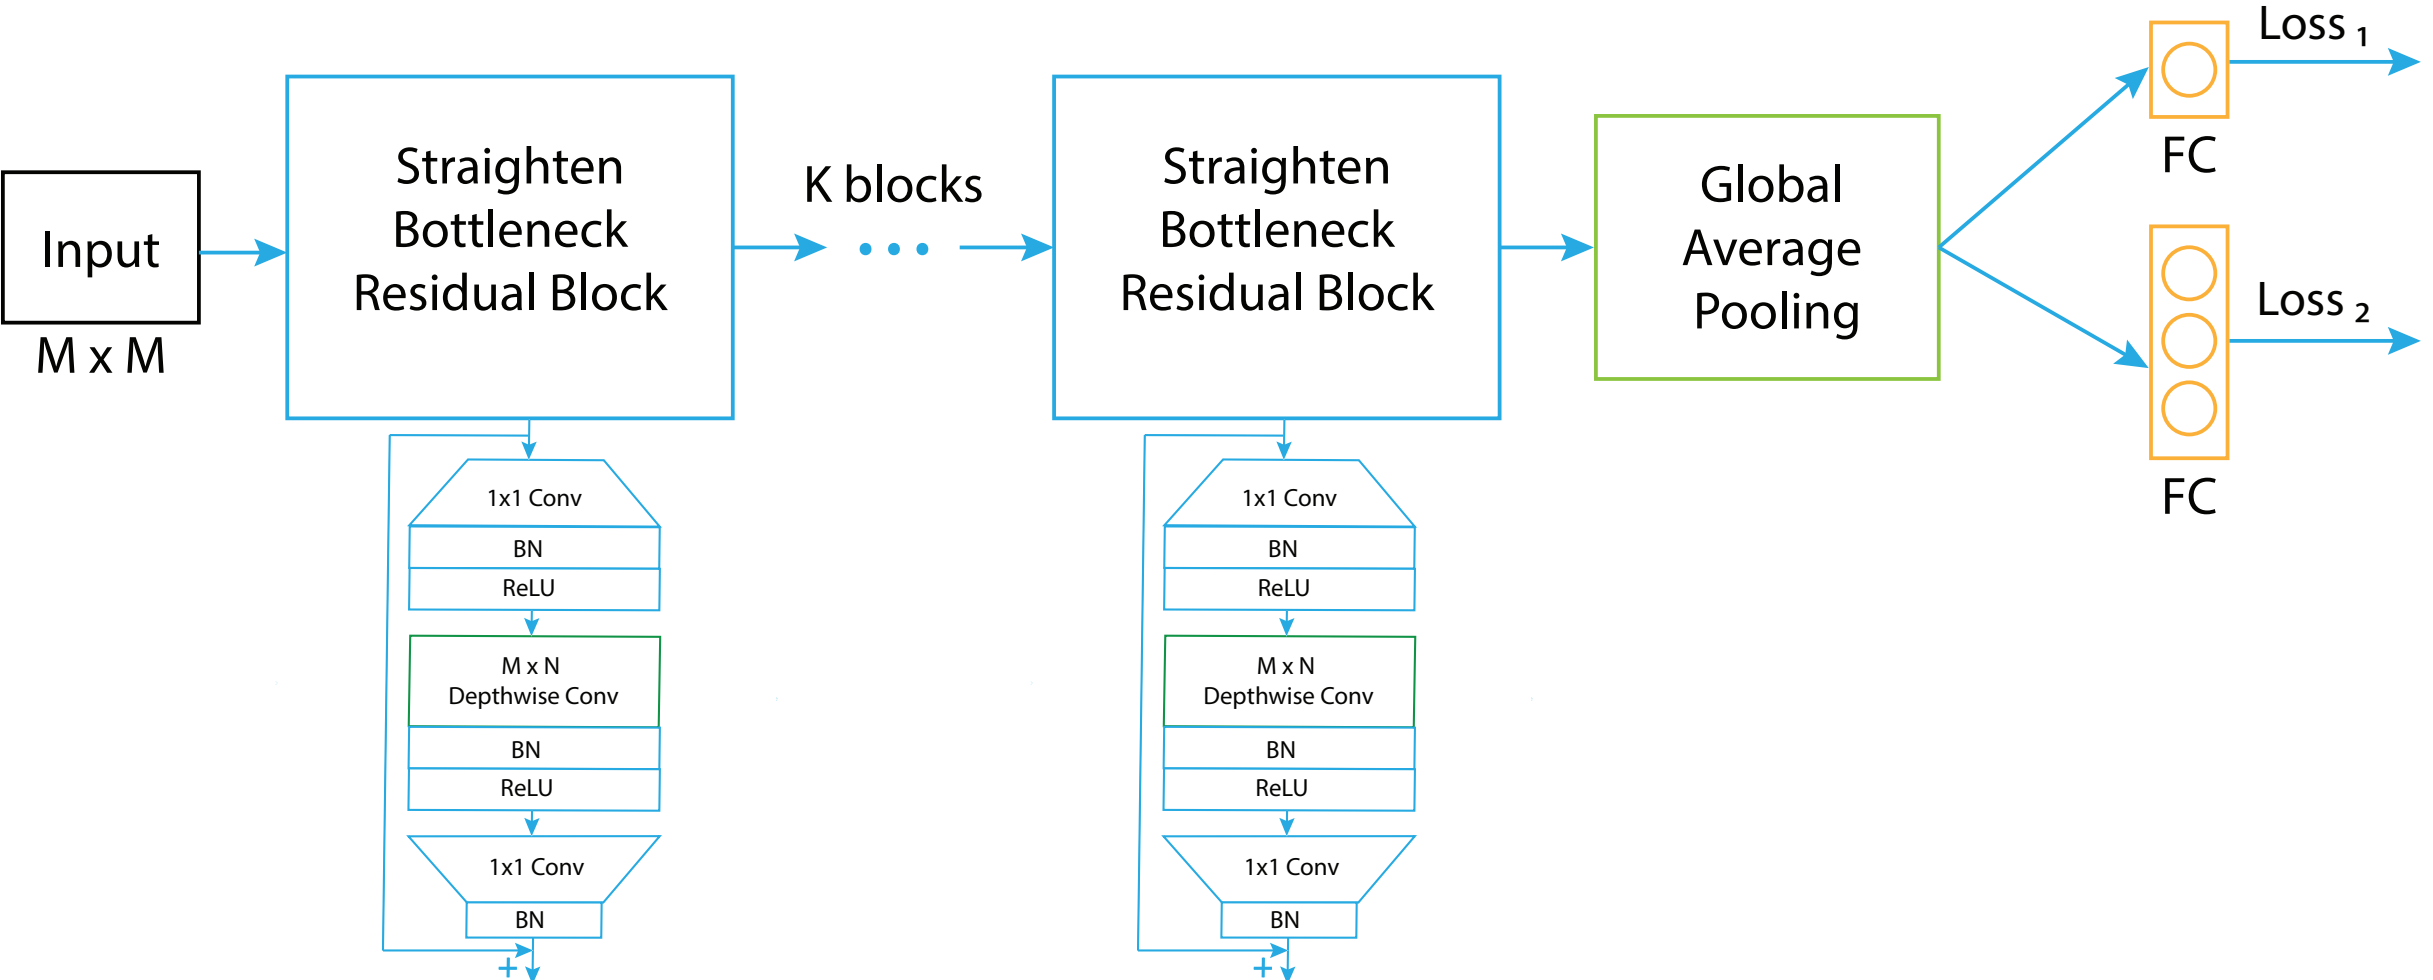 Input
M x M
Straighten
Bottleneck
Residual Block
K blocks
Straighten
Bottleneck
Residual Block
Global
Average
Pooling
Loss 1
FC
Loss 2
FC
1x1 Conv
BN
ReLU
M x N
Depthwise Conv
BN
ReLU
1x1 Conv
BN
+
1x1 Conv
BN
ReLU
M x N
Depthwise Conv
BN
ReLU
1x1 Conv
BN
+